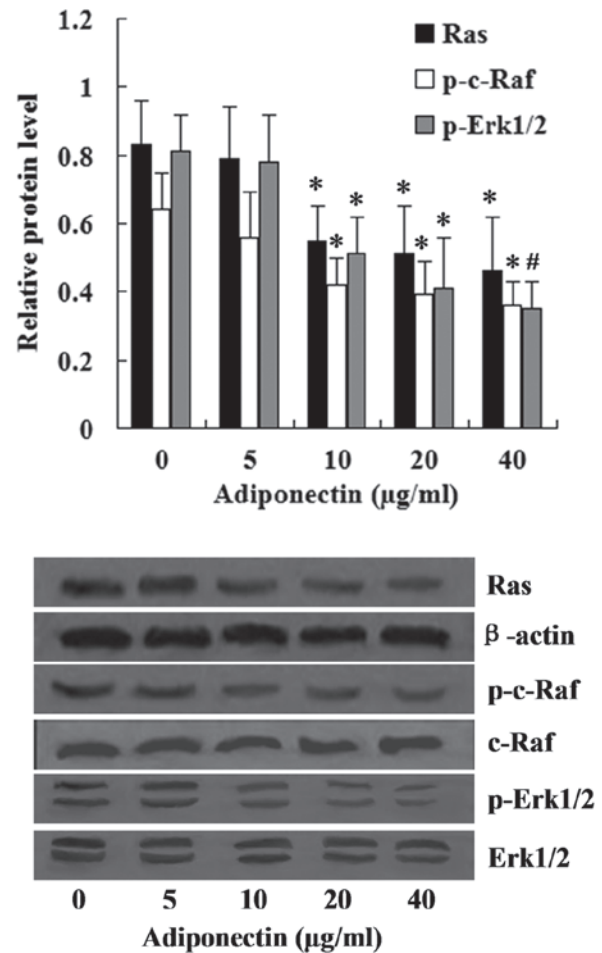 1.2
1
0.8
0.6
0.4
0.2
0
Relative protein level
Ras
p-c-Raf
p-Erk1/2
* * *
* * *
* * #
0 5 10 20 40
Adiponectin (μg/ml)
Ras
β-actin
p-c-Raf
c-Raf
p-Erk1/2
Erk1/2
0 5 10 20 40
Adiponectin (μg/ml)